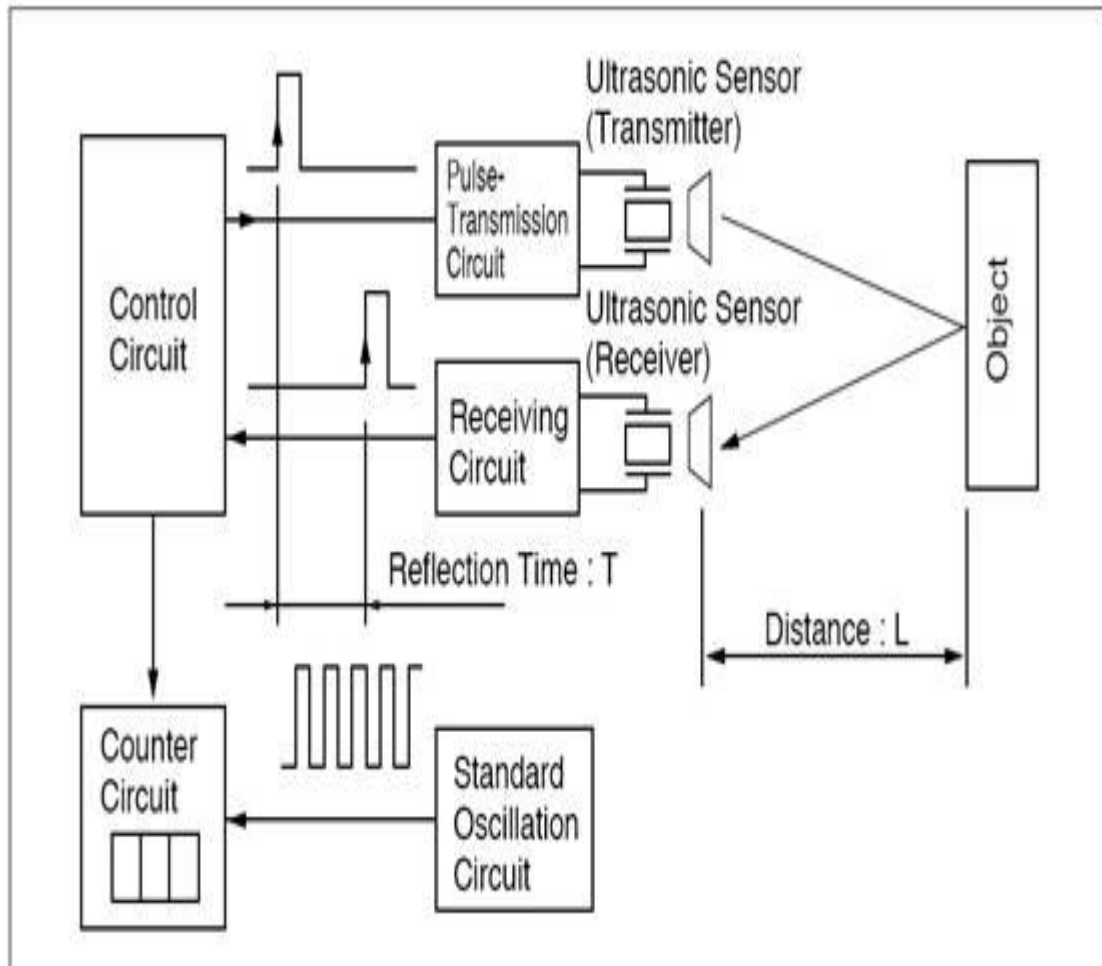 Ultrasonic Sensor
(Transmitter)
Pulse-
Transmission
Circuit
Control
Circuit
Object
Ultrasonic Sensor
(Receiver)
Receiving
Circuit
Reflection Time : T
Distance : L
Counter
Circuit
Standard
Oscillation
Circuit